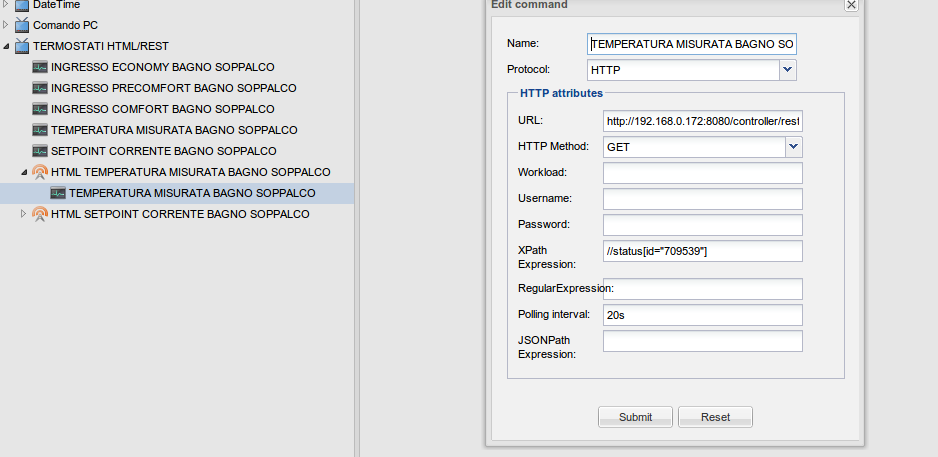 DateTime
Comando PC
TERMOSTATI HTML/REST
INGRESSO ECONOMY BAGNO SOPPALCO
INGRESSO PRECOMFORT BAGNO SOPPALCO
INGRESSO COMFORT BAGNO SOPPALCO
TEMPERATURA MISURATA BAGNO SOPPALCO
SETPOINT CORRENTE BAGNO SOPPALCO
HTML TEMPERATURA MISURATA BAGNO SOPPALCO
TEMPERATURA MISURATA BAGNO SOPPALCO
HTML SETPOINT CORRENTE BAGNO SOPPALCO
Edit command
Name: TEMPERATURA MISURATA BAGNO SO
Protocol: HTTP
HTTP attributes
URL: http://192.168.0.172:8080/controller/rest
HTTP Method: GET
Workload:
Username:
Password:
XPath //status[id="709539"]
Expression:
RegularExpression:
Polling interval: 20s
JSONPath
Expression:
Submit Reset